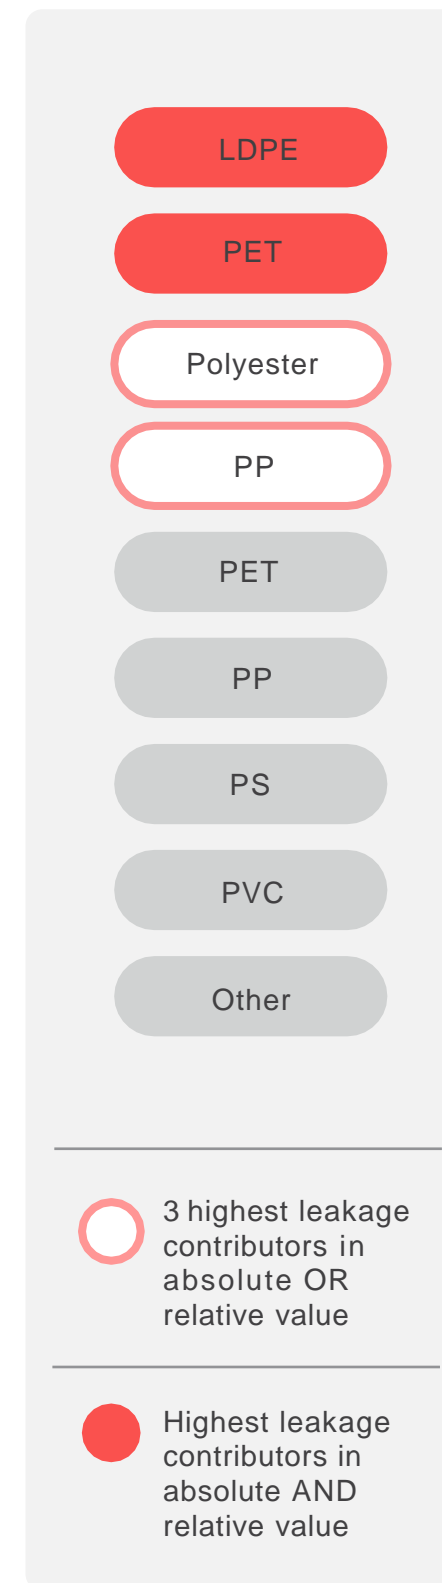 LDPE
PET
Polyester
PP
PET
PP
PS
PVC
Other
3 highest leakage
contributors in
absolute OR
relative value
Highest leakage
contributors in
absolute AND
relative value